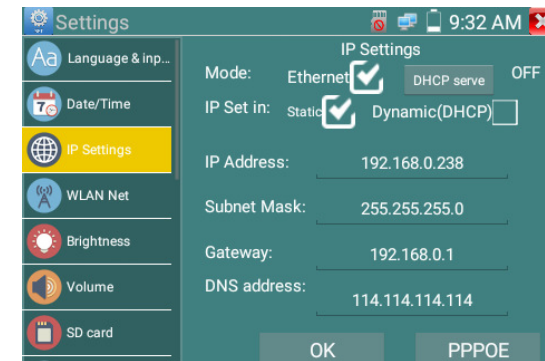 Settings
9:32 AM
Language & inp...
Date/Time
IP Settings
WLAN Net
Brightness
Volume
SD card
IP Settings
Mode: Ethernet DHCP serve OFF
IP Set in: Static Dynamic(DHCP)
IP Address: 192.168.0.238
Subnet Mask: 255.255.255.0
Gateway: 192.168.0.1
DNS address: 114.114.114.114
OK PPPOE